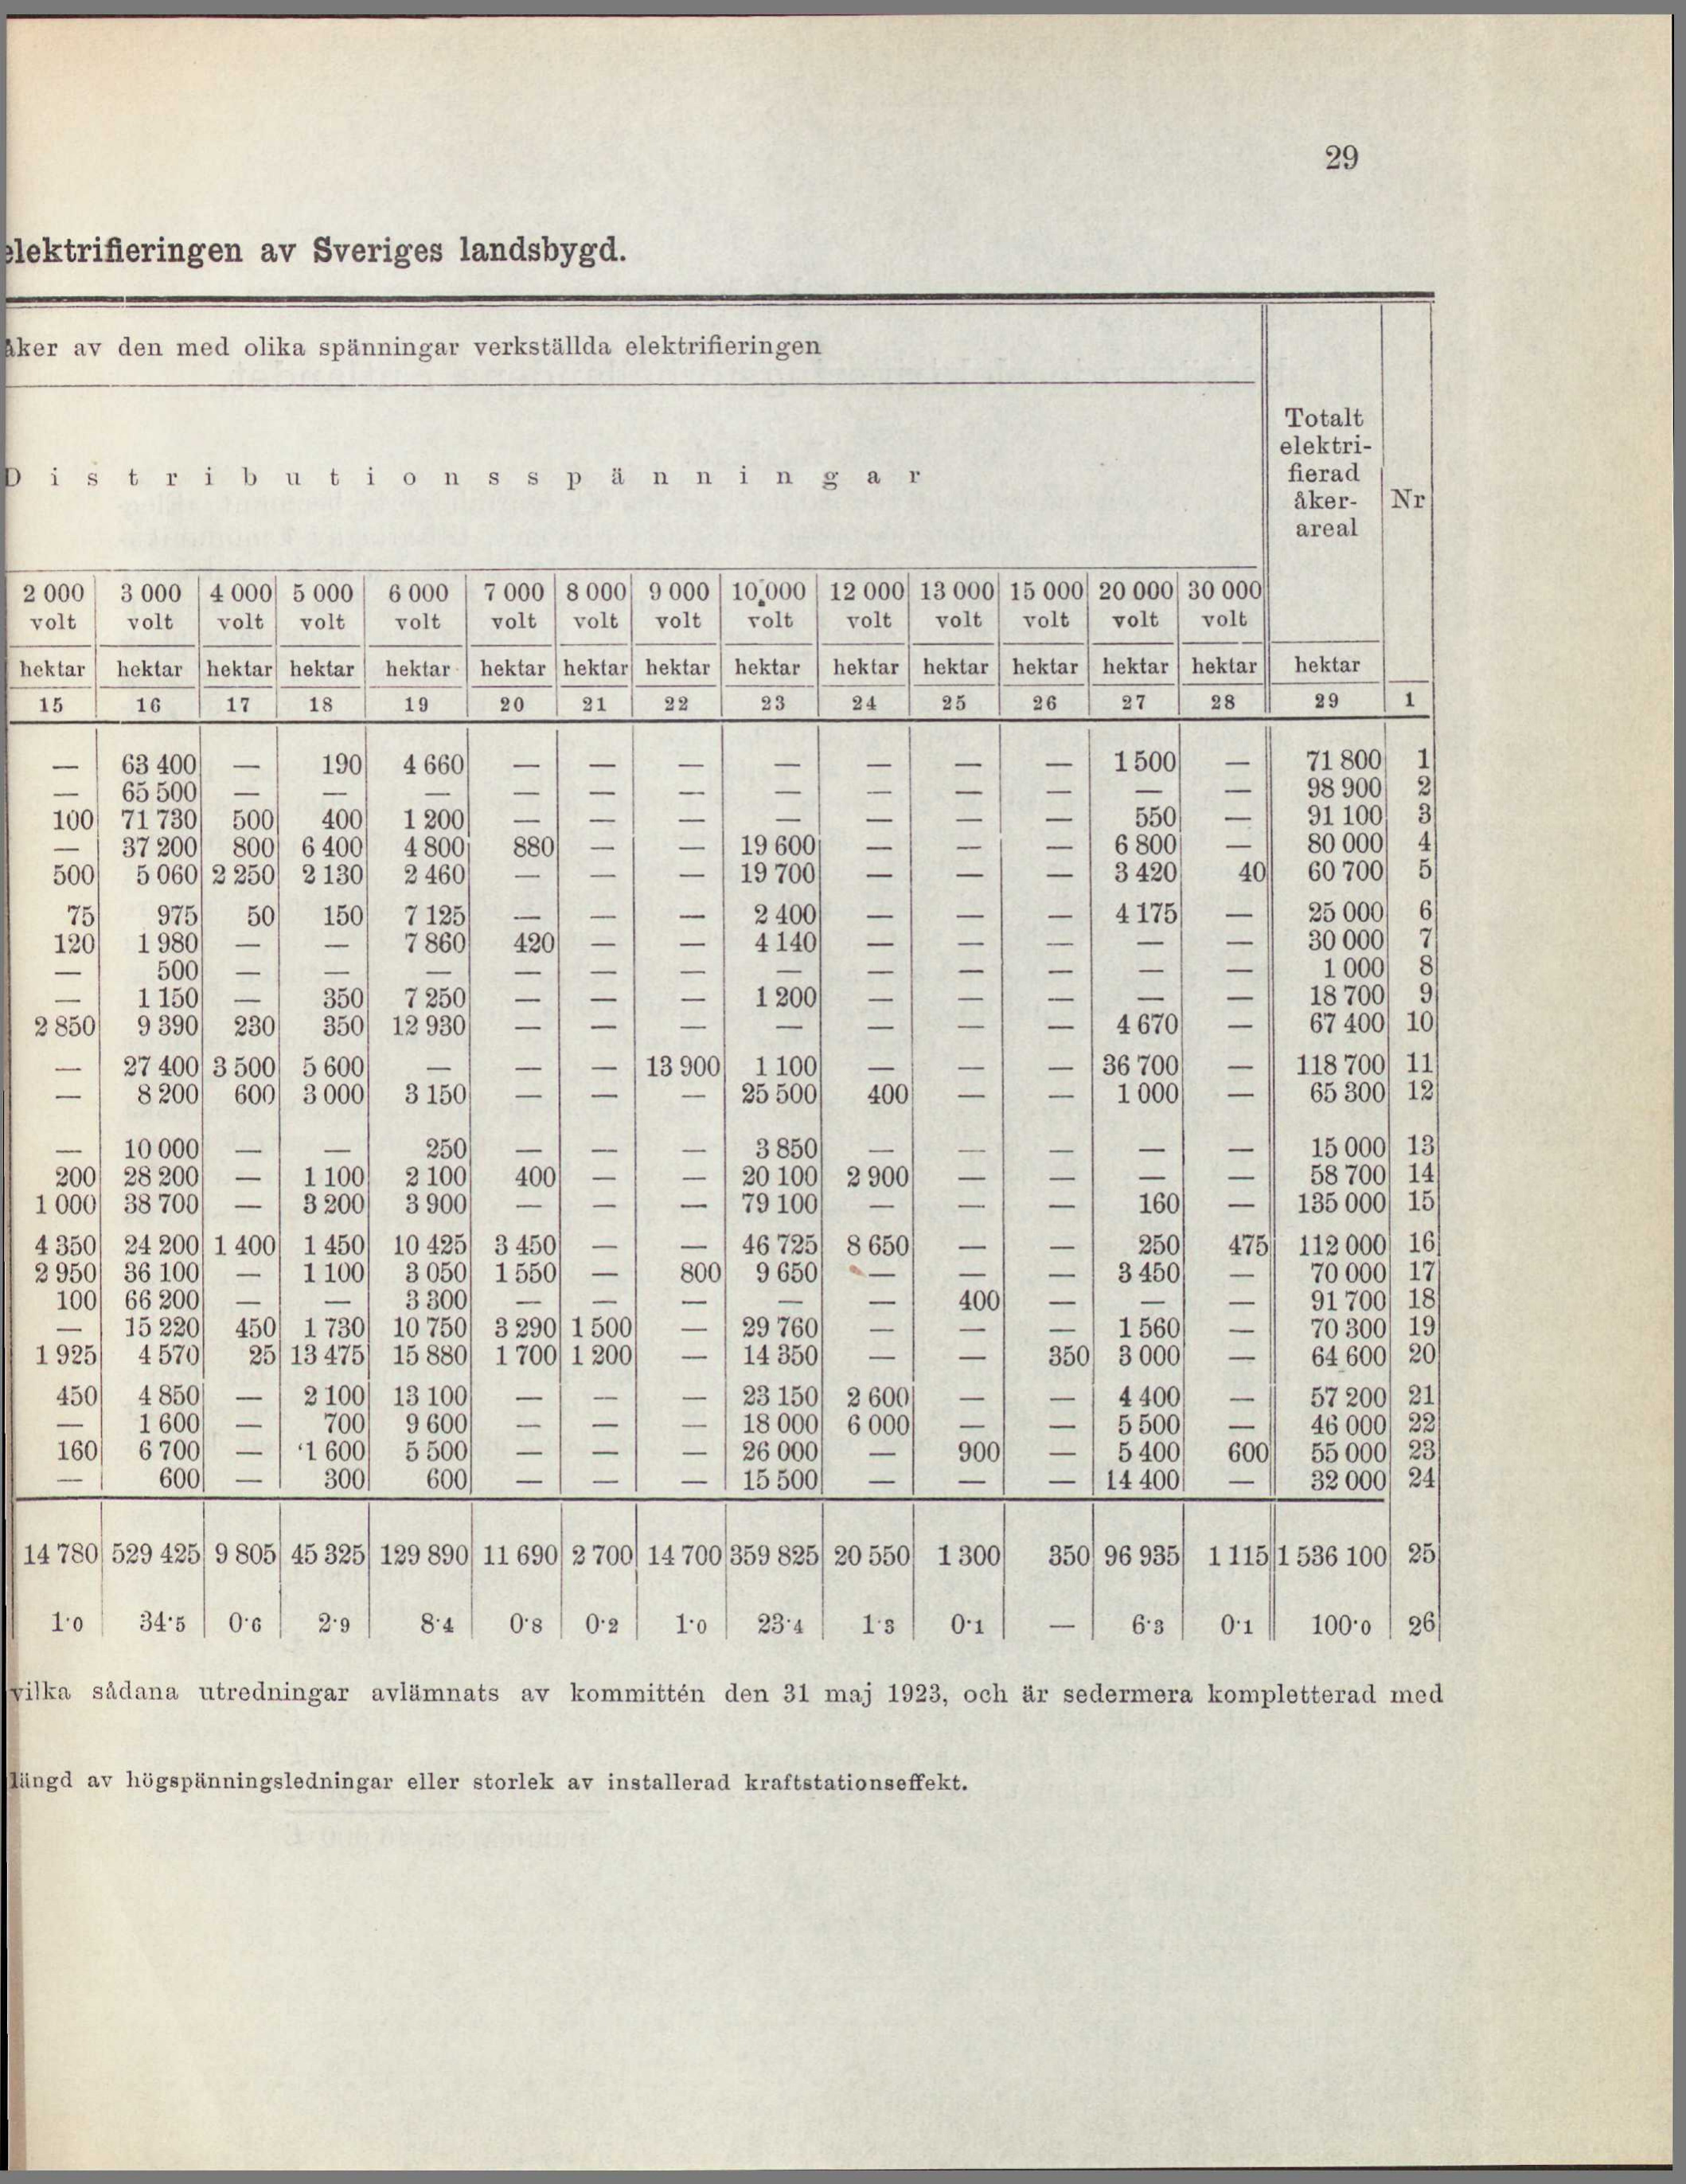 29
elektrifieringen av Sveriges landsbygd.
åker av den med olika spänningar verkställda elektrifieringen
Distributionsspänningar
Totalt elektri-fierad åker-areal Nr
2 000 3 000 4 000 5 000 6 000 7 000 8 000 9 000 10 000 12 000 13 000 15 000 20 000 30 000
volt volt volt volt volt volt volt volt volt volt volt volt volt volt
hektar hektar hektar hektar hektar hektar hektar hektar hektar hektar hektar hektar hektar hektar hektar
15 16 17 18 19 20 21 22 23 24 25 26 27 28 29 1
— 63 400 — 190 4 660 — — — — — — — 1 500 — 71 800 1
— 65 500 — — — — — — — — — — — — 98 900 2
100 71 730 500 400 1 200 — — — — — — — 550 — 91 100 3
— 37 200 800 6 400 4 800 880 — — 19 600 — — — 6 800 — 80 000 4
500 5 060 2 250 2 130 2 460 — — — 19 700 — — — 3 420 40 60 700 5
75 975 50 150 7 125 — — — 2 400 — — — 4 175 — 25 000 6
120 1 980 — — 7 860 420 — — 4 140 — — — — — 30 000 7
— 500 — — — — — — — — — — — — 1 000 8
— 1 150 — 350 7 250 — — — 1 200 — — — — — 18 700 9
2 850 9 390 230 350 12 930 — — — — — — — 4 670 — 67 400 10
— 27 400 3 500 5 600 — — — 13 900 1 100 — — — 36 700 — 118 700 11
— 8 200 600 3 000 3 150 — — — 25 500 400 — — 1 000 — 65 300 12
— 10 000 — — 250 — — — 3 850 — — — — — 15 000 13
200 28 200 — 1 100 2 100 400 — — 20 100 2 900 — — — — 58 700 14
1 000 38 700 — 3 200 3 900 — — — 79 100 — — — 160 — 135 000 15
4 350 24 200 1 400 1 450 10 425 3 450 — — 46 725 8 650 — — 250 475 112 000 16
2 950 36 100 — 1 100 3 050 1 550 — 800 9 650 — — — 3 450 — 70 000 17
100 66 200 — — 3 300 — — — — — 400 — — — 91 700 18
— 15 220 450 1 730 10 750 3 290 1 500 — 29 760 — — — 1 560 — 70 300 19
1 925 4 570 25 13 475 15 880 1 700 1 200 — 14 350 — — 350 3 000 — 64 600 20
450 4 850 — 2 100 13 100 — — — 23 150 2 600 — — 4 400 — 57 200 21
— 1 600 — 700 9 600 — — — 18 000 6 000 — — 5 500 — 46 000 22
160 6 700 — 1 600 5 500 — — — 26 000 — 900 — 5 400 600 55 000 23
— 600 — 300 600 — — — 15 500 — — — 14 400 — 32 000 24
14 780 529 425 9 805 45 325 129 890 11 690 2 700 14 700 359 825 20 550 1 300 350 96 935 1 115 1 536 100 25
1·0 34·5 0·6 2·9 8·4 0·8 0·2 1·0 23·4 1·3 0·1 — 6·3 0·1 100·0 26
vilka sådana utredningar avlämnats av kommittén den 31 maj 1923, och är sedermera kompletterad med
längd av högspänningsledningar eller storlek av installerad kraftstationseffekt.